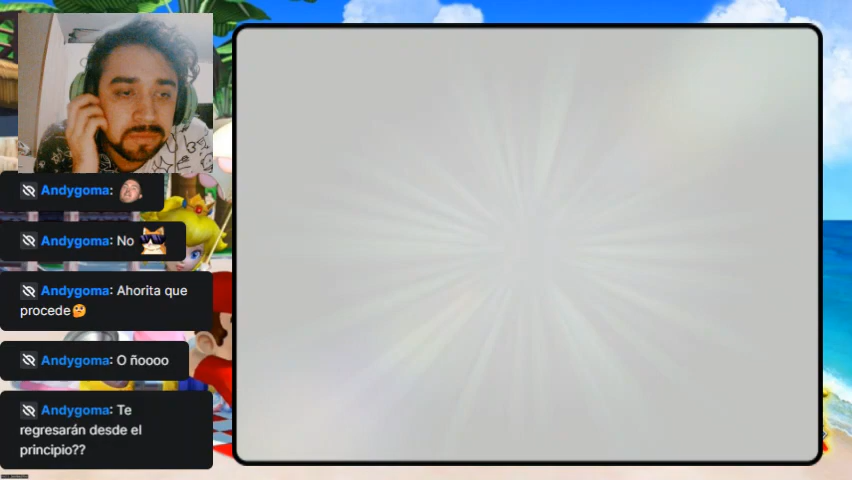 Andygoma:
Andygoma: No
Andygoma: Ahorita que
procede🤔
Andygoma: O ñoooo
Andygoma: Te
regresarán desde el
principio??